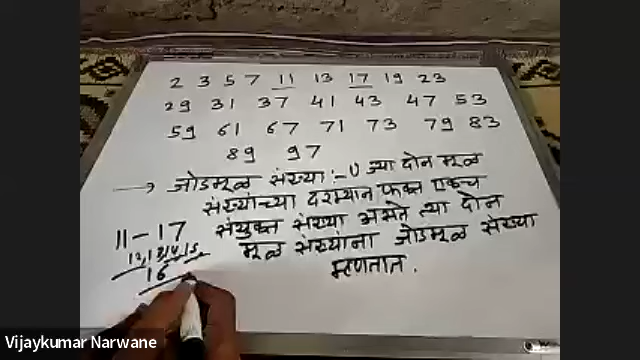 2 3 5 7 11 13 17 19 23
29 31 37 41 43 47 53
59 61 67 71 73 79 83
89 97
→ जोडमूळ संख्या :- ज्या दोन मूळ
संख्यांच्या दरम्यान फक्त एकच
संयुक्त संख्या असते त्या दोन
मूळ संख्यांना जोडमूळ संख्या
म्हणतात.
11-17
12, 13, 14, 15
16
Vijaykumar Narwane